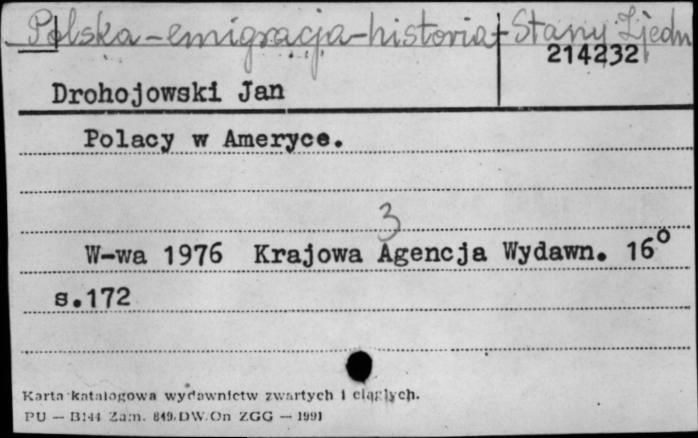 Polska - emigracja - historia - Stany Zjedn
214232
Drohojowski Jan
Polacy w Ameryce.
3
W-wa 1976 Krajowa Agencja Wydawn. 16°
s.172
Karta katalogowa wydawnictw zwartych i ciągłych.
PU — B144 Zam. 849. DW. On ZGG — 1991